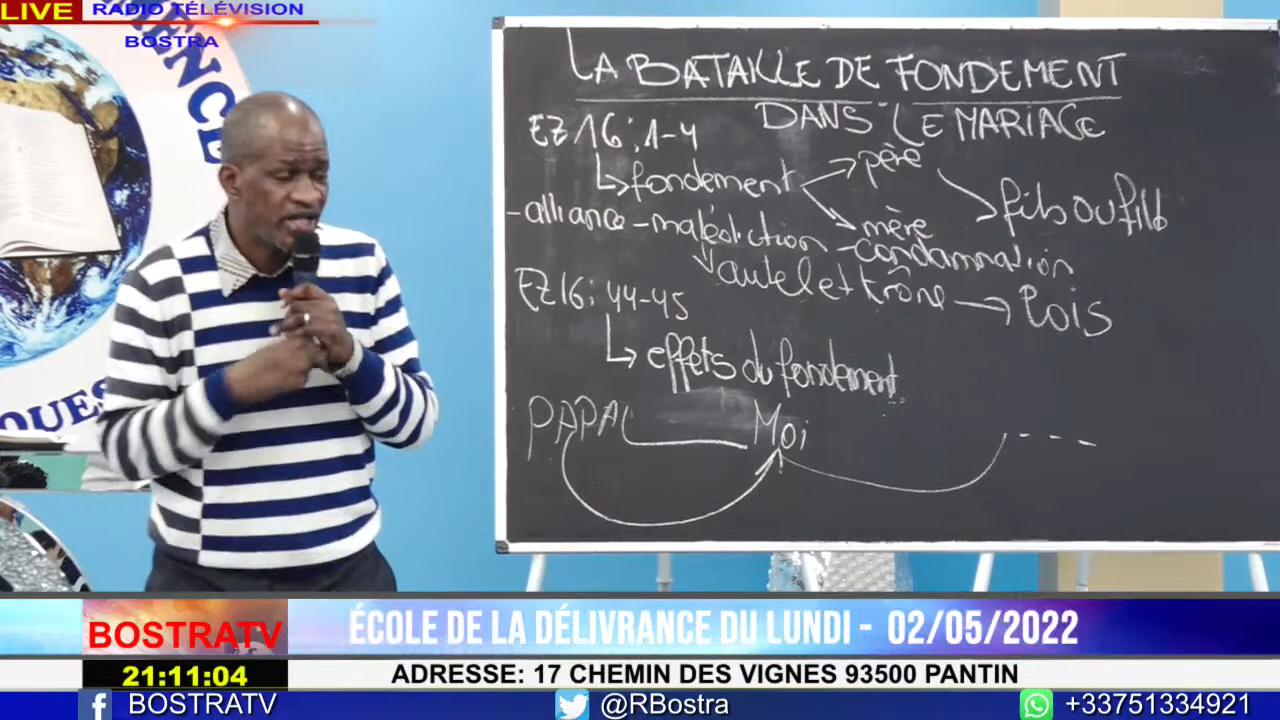 LIVE
RADIO TÉLÉVISION
BOSTRA
LA BATAILLE DE FONDEMENT
DANS LE MARIAGE
EZ 16 : 1-4
fondement
père
mère
fils ou fille
- alliance - malédiction - condamnation
autel et trône → lois
EZ 16 : 44-45
effets du fondement
PAPA Moi
BOSTRATV
ÉCOLE DE LA DÉLIVRANCE DU LUNDI - 02/05/2022
21:11:04
ADRESSE: 17 CHEMIN DES VIGNES 93500 PANTIN
BOSTRATV
@RBostra
+33751334921